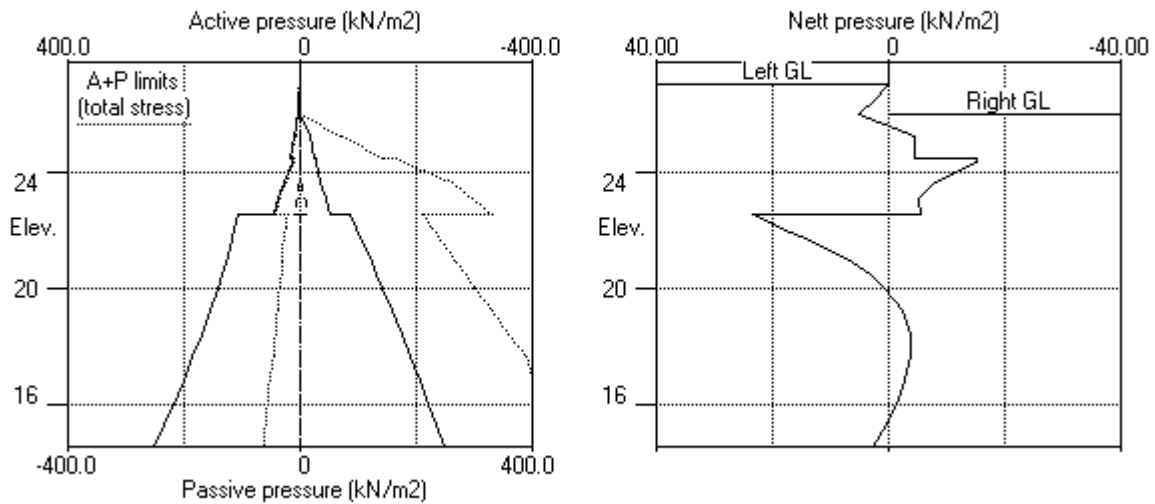 Active pressure (kN/m2)
400.0 0 -400.0
A+P limits
(total stress)
24
Elev.
20
16
-400.0 0 400.0
Passive pressure (kN/m2)
Nett pressure (kN/m2)
40.00 0 -40.00
Left GL
Right GL
24
Elev.
20
16